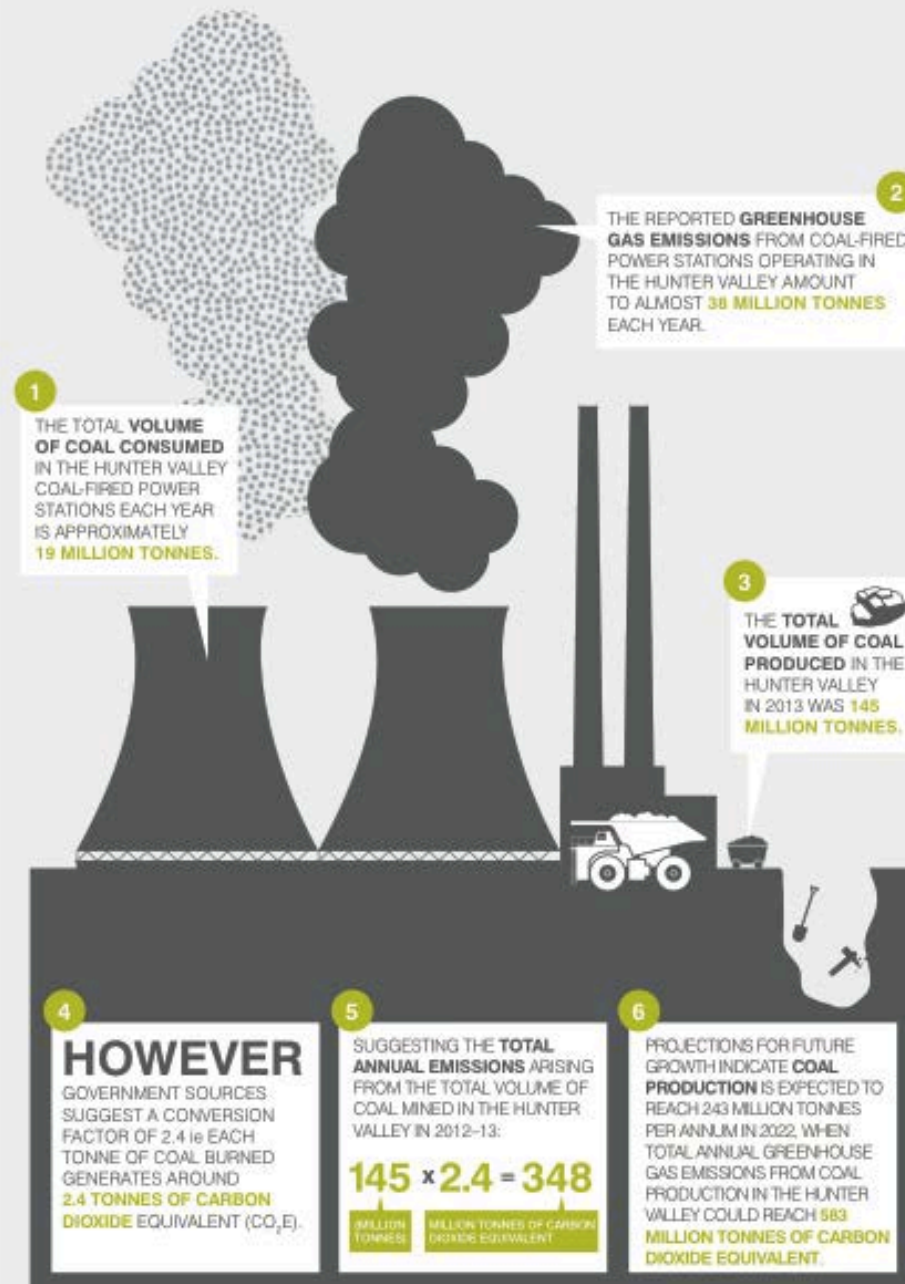 1
THE TOTAL VOLUME
OF COAL CONSUMED
IN THE HUNTER VALLEY
COAL-FIRED POWER
STATIONS EACH YEAR
IS APPROXIMATELY
19 MILLION TONNES.
2
THE REPORTED GREENHOUSE
GAS EMISSIONS FROM COAL-FIRED
POWER STATIONS OPERATING IN
THE HUNTER VALLEY AMOUNT
TO ALMOST 38 MILLION TONNES
EACH YEAR.
3
THE TOTAL
VOLUME OF COAL
PRODUCED IN THE
HUNTER VALLEY
IN 2013 WAS 145
MILLION TONNES.
4
HOWEVER
GOVERNMENT SOURCES
SUGGEST A CONVERSION
FACTOR OF 2.4 ie EACH
TONNE OF COAL BURNED
GENERATES AROUND
2.4 TONNES OF CARBON
DIOXIDE EQUIVALENT (CO₂E).
5
SUGGESTING THE TOTAL
ANNUAL EMISSIONS ARISING
FROM THE TOTAL VOLUME OF
COAL MINED IN THE HUNTER
VALLEY IN 2012–13:
145 x 2.4 = 348
(MILLION
TONNES)
MILLION TONNES OF CARBON
DIOXIDE EQUIVALENT
6
PROJECTIONS FOR FUTURE
GROWTH INDICATE COAL
PRODUCTION IS EXPECTED TO
REACH 243 MILLION TONNES
PER ANNUM IN 2022, WHEN
TOTAL ANNUAL GREENHOUSE
GAS EMISSIONS FROM COAL
PRODUCTION IN THE HUNTER
VALLEY COULD REACH 583
MILLION TONNES OF CARBON
DIOXIDE EQUIVALENT.